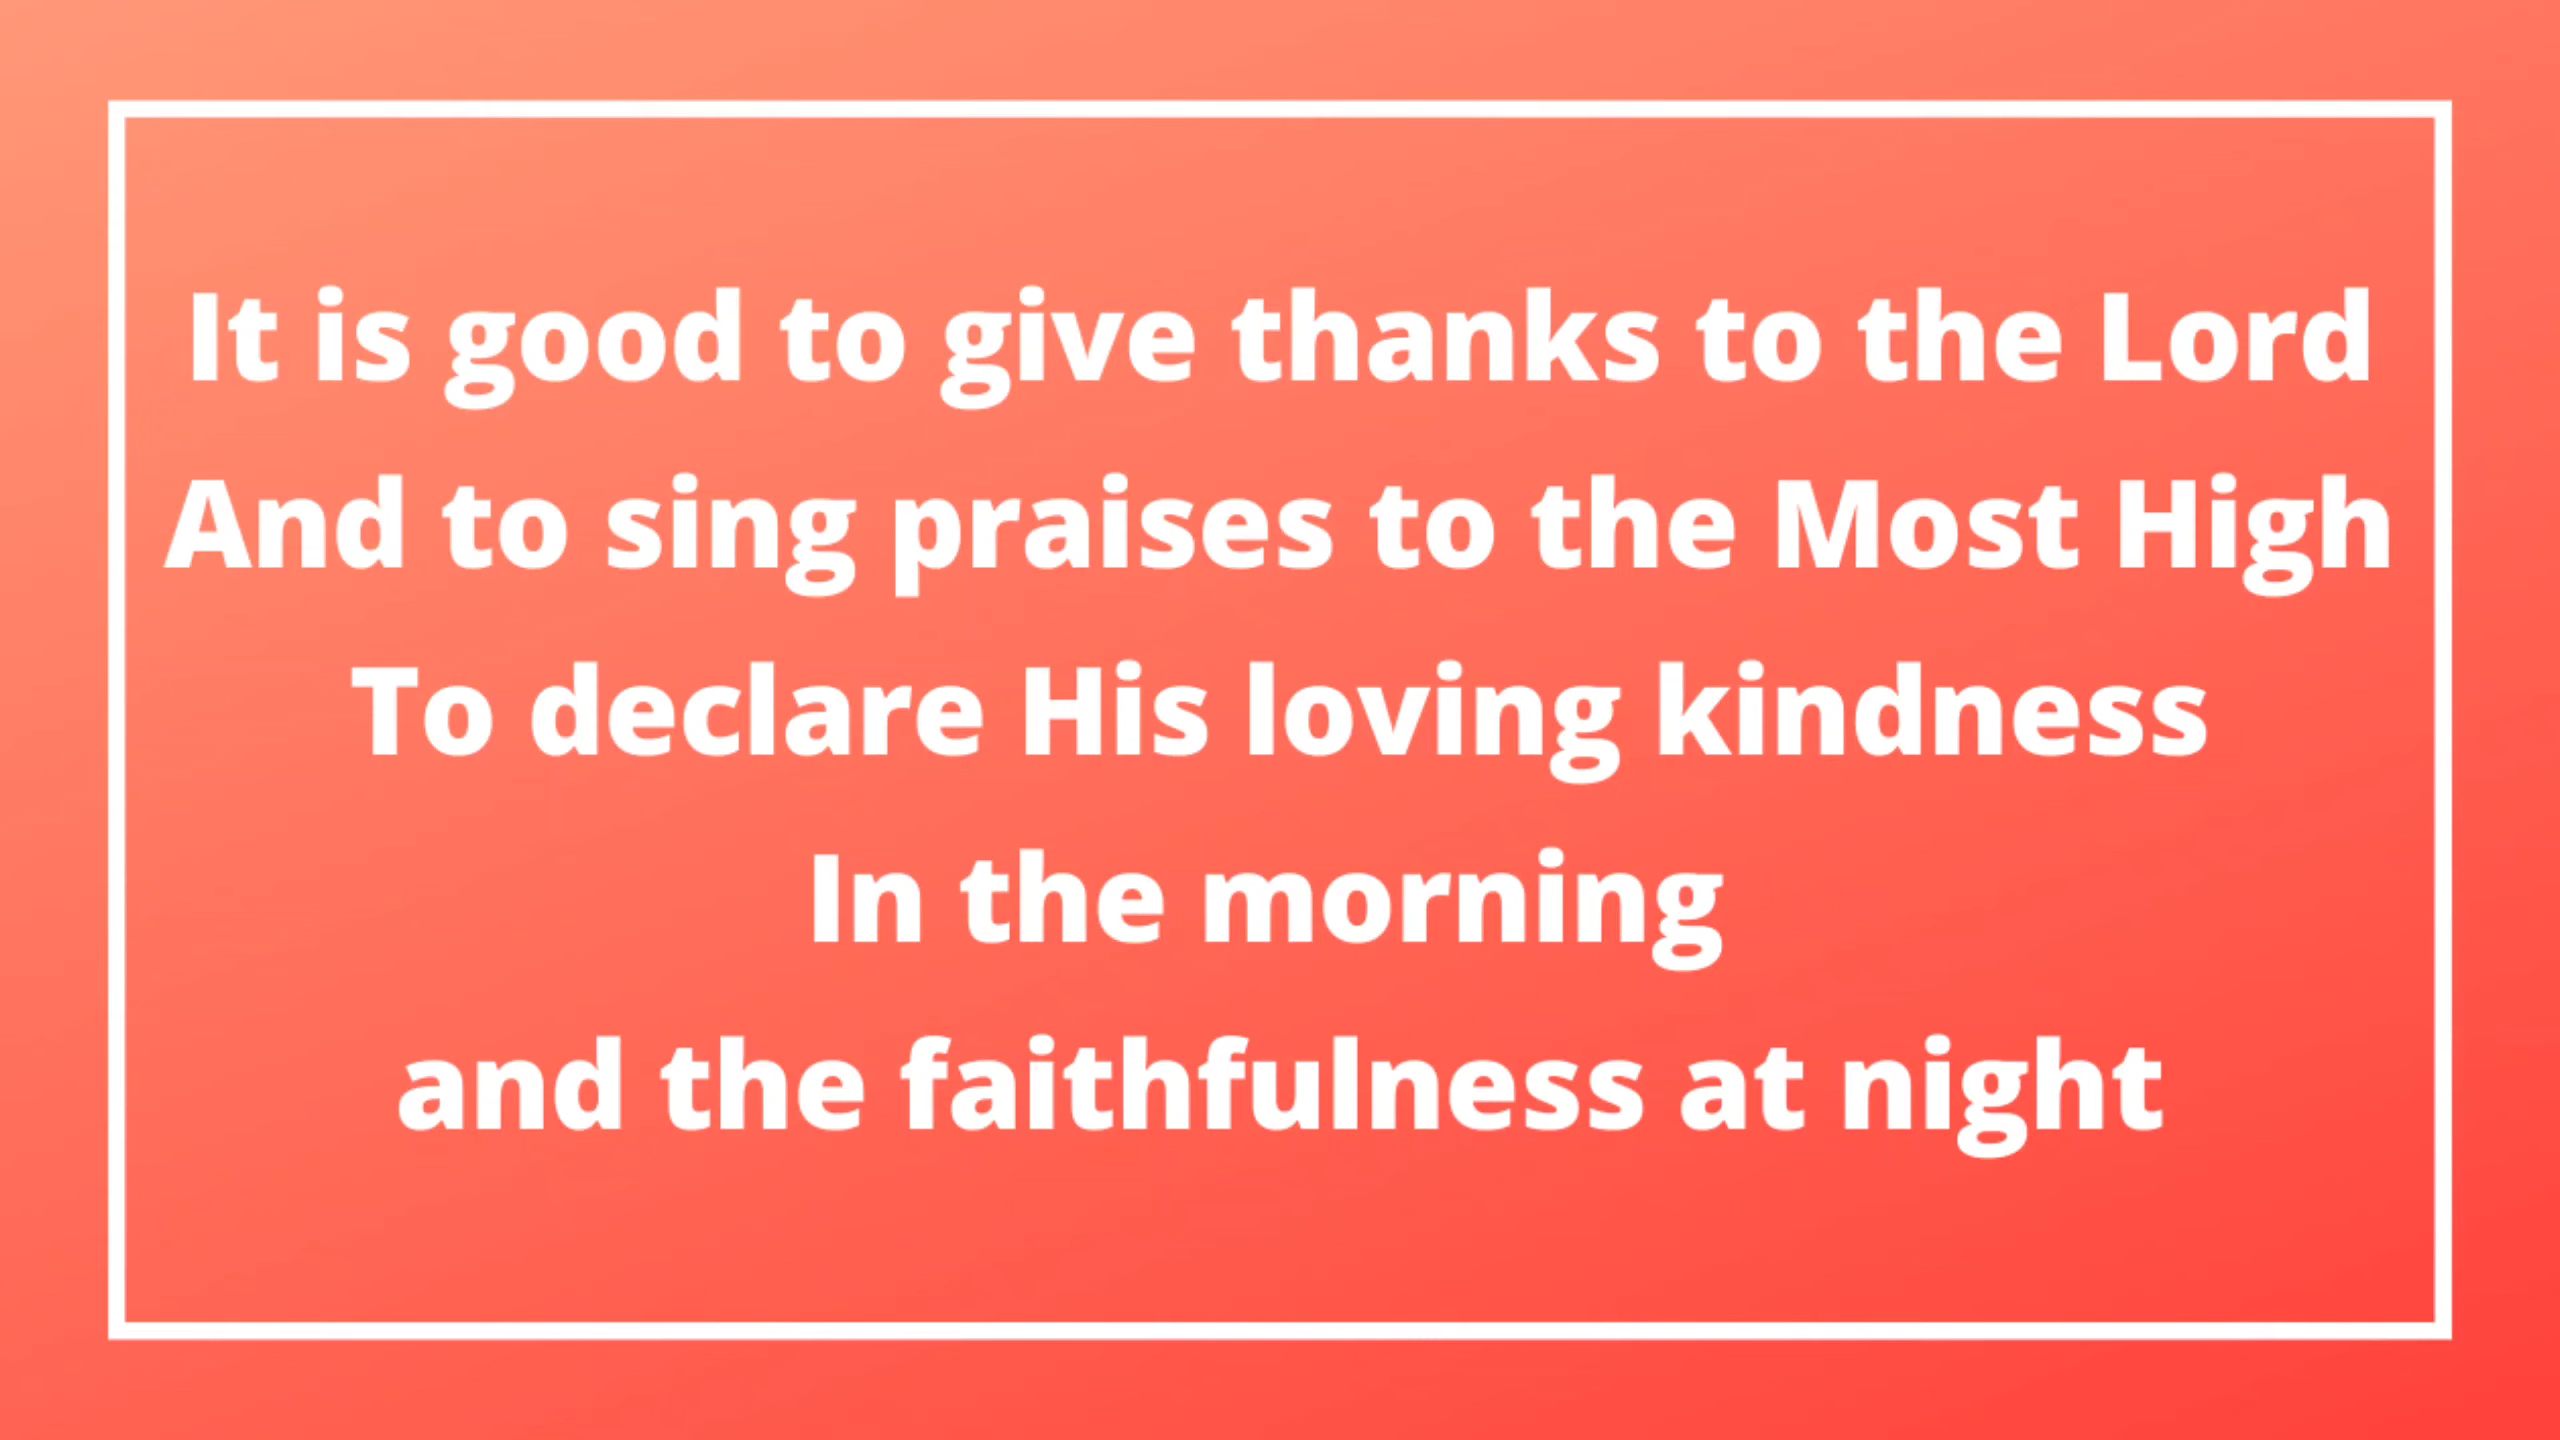 It is good to give thanks to the Lord
And to sing praises to the Most High
To declare His loving kindness
In the morning
and the faithfulness at night